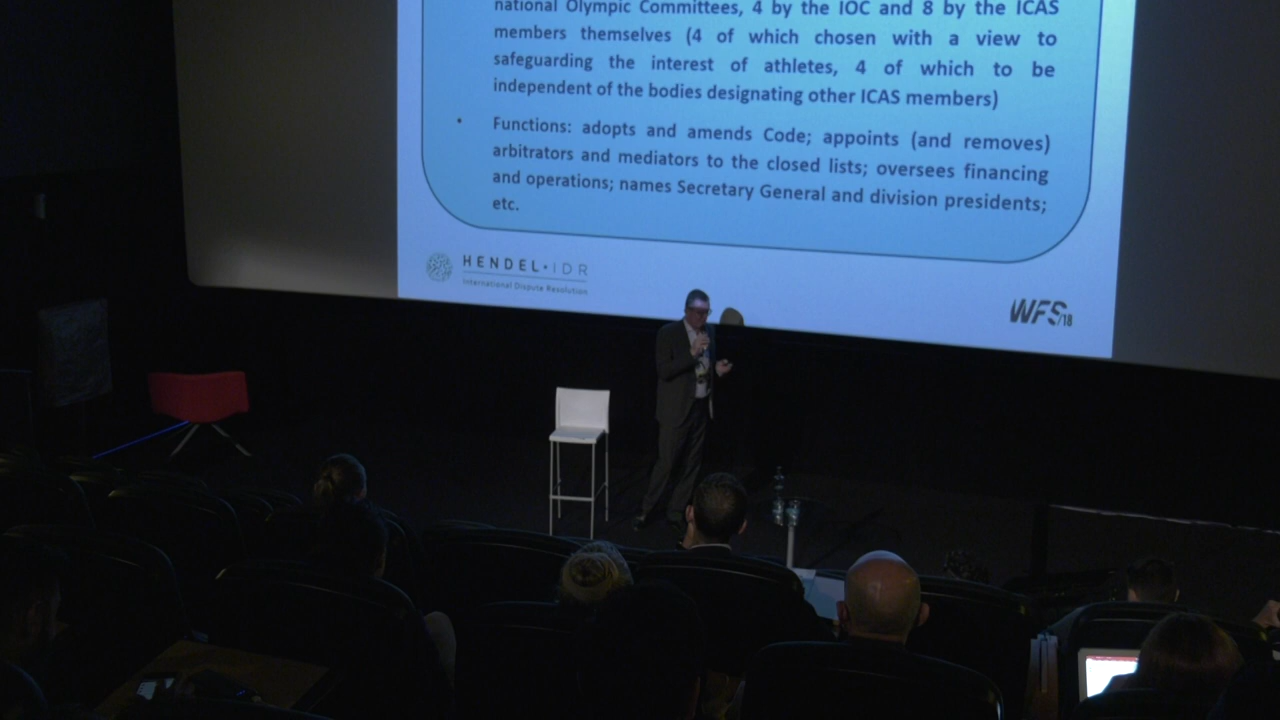 national Olympic Committees, 4 by the IOC and 8 by the ICAS
members themselves (4 of which chosen with a view to
safeguarding the interest of athletes, 4 of which to be
independent of the bodies designating other ICAS members)
• Functions: adopts and amends Code; appoints (and removes)
arbitrators and mediators to the closed lists; oversees financing
and operations; names Secretary General and division presidents;
etc.
HENDEL•IDR
International Dispute Resolution
WFS/18